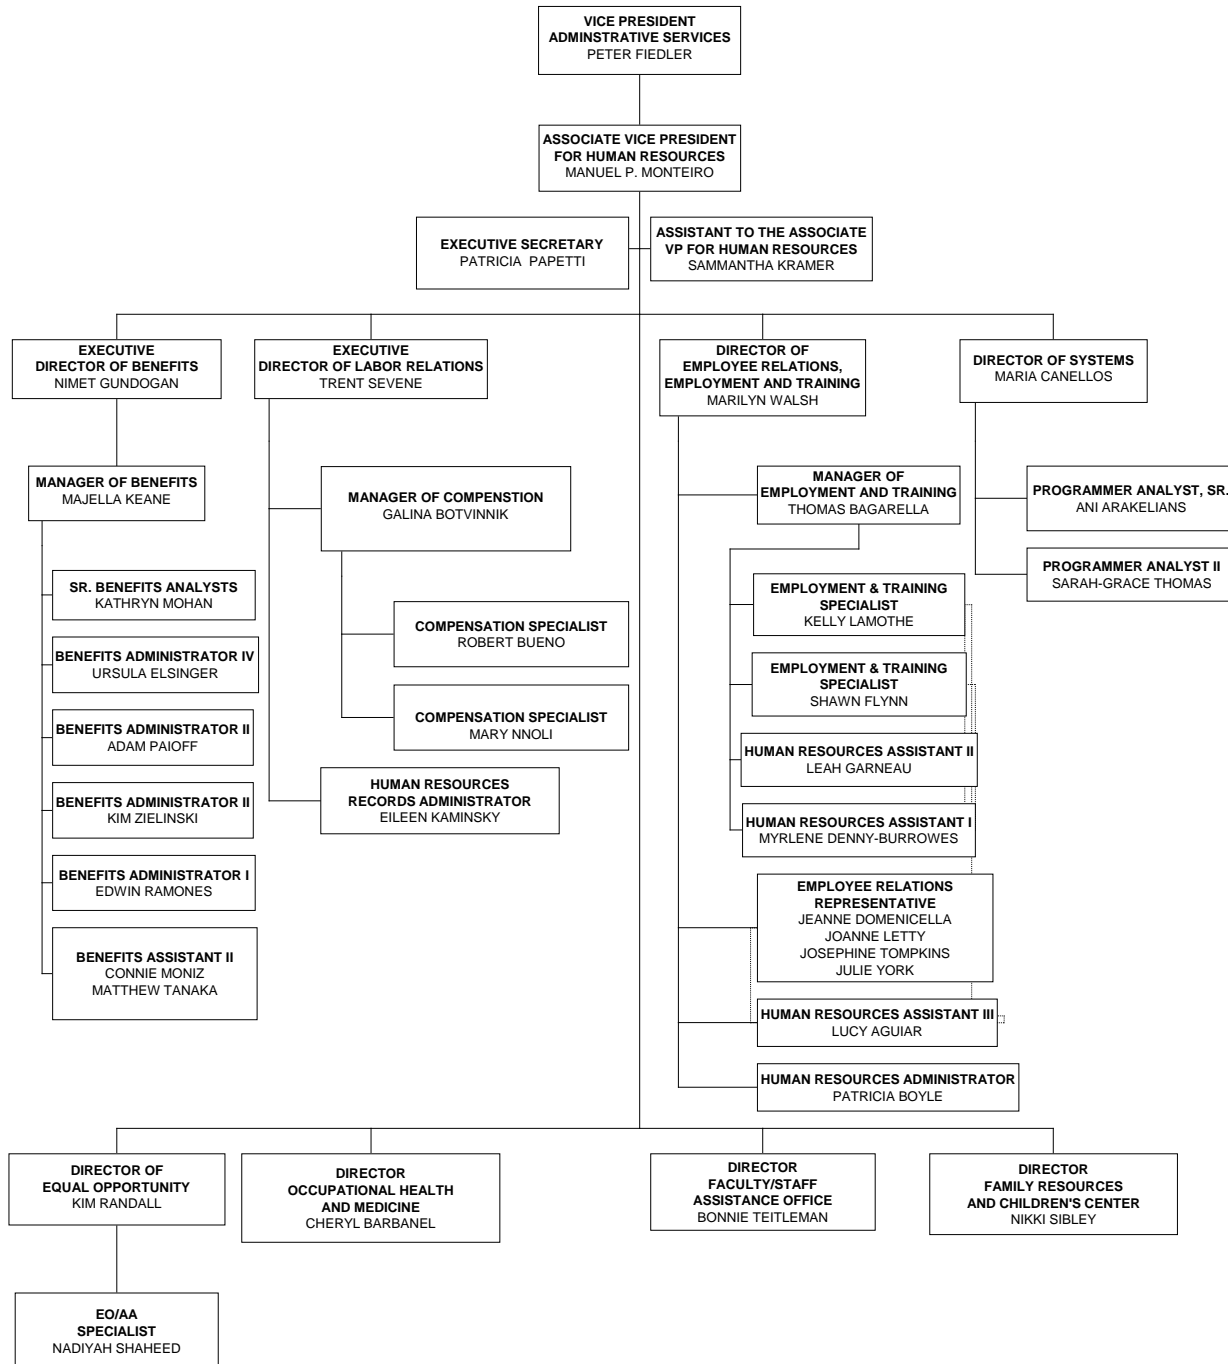 VICE PRESIDENT
ADMINSTRATIVE SERVICES
PETER FIEDLER
ASSOCIATE VICE PRESIDENT
FOR HUMAN RESOURCES
MANUEL P. MONTEIRO
EXECUTIVE SECRETARY
PATRICIA PAPETTI
ASSISTANT TO THE ASSOCIATE
VP FOR HUMAN RESOURCES
SAMMANTHA KRAMER
EXECUTIVE
DIRECTOR OF BENEFITS
NIMET GUNDOGAN
EXECUTIVE
DIRECTOR OF LABOR RELATIONS
TRENT SEVENE
DIRECTOR OF
EMPLOYEE RELATIONS,
EMPLOYMENT AND TRAINING
MARILYN WALSH
DIRECTOR OF SYSTEMS
MARIA CANELLOS
MANAGER OF BENEFITS
MAJELLA KEANE
SR. BENEFITS ANALYSTS
KATHRYN MOHAN
BENEFITS ADMINISTRATOR IV
URSULA ELSINGER
BENEFITS ADMINISTRATOR II
ADAM PAIOFF
BENEFITS ADMINISTRATOR II
KIM ZIELINSKI
BENEFITS ADMINISTRATOR I
EDWIN RAMONES
BENEFITS ASSISTANT II
CONNIE MONIZ
MATTHEW TANAKA
MANAGER OF COMPENSTION
GALINA BOTVINNIK
COMPENSATION SPECIALIST
ROBERT BUENO
COMPENSATION SPECIALIST
MARY NNOLI
HUMAN RESOURCES
RECORDS ADMINISTRATOR
EILEEN KAMINSKY
MANAGER OF
EMPLOYMENT AND TRAINING
THOMAS BAGARELLA
EMPLOYMENT & TRAINING
SPECIALIST
KELLY LAMOTHE
EMPLOYMENT & TRAINING
SPECIALIST
SHAWN FLYNN
HUMAN RESOURCES ASSISTANT II
LEAH GARNEAU
HUMAN RESOURCES ASSISTANT I
MYRLENE DENNY-BURROWES
EMPLOYEE RELATIONS
REPRESENTATIVE
JEANNE DOMENICELLA
JOANNE LETTY
JOSEPHINE TOMPKINS
JULIE YORK
HUMAN RESOURCES ASSISTANT III
LUCY AGUIAR
HUMAN RESOURCES ADMINISTRATOR
PATRICIA BOYLE
PROGRAMMER ANALYST, SR.
ANI ARAKELIANS
PROGRAMMER ANALYST II
SARAH-GRACE THOMAS
DIRECTOR OF
EQUAL OPPORTUNITY
KIM RANDALL
DIRECTOR
OCCUPATIONAL HEALTH
AND MEDICINE
CHERYL BARBANEL
DIRECTOR
FACULTY/STAFF
ASSISTANCE OFFICE
BONNIE TEITLEMAN
DIRECTOR
FAMILY RESOURCES
AND CHILDREN'S CENTER
NIKKI SIBLEY
EO/AA
SPECIALIST
NADIYAH SHAHEED